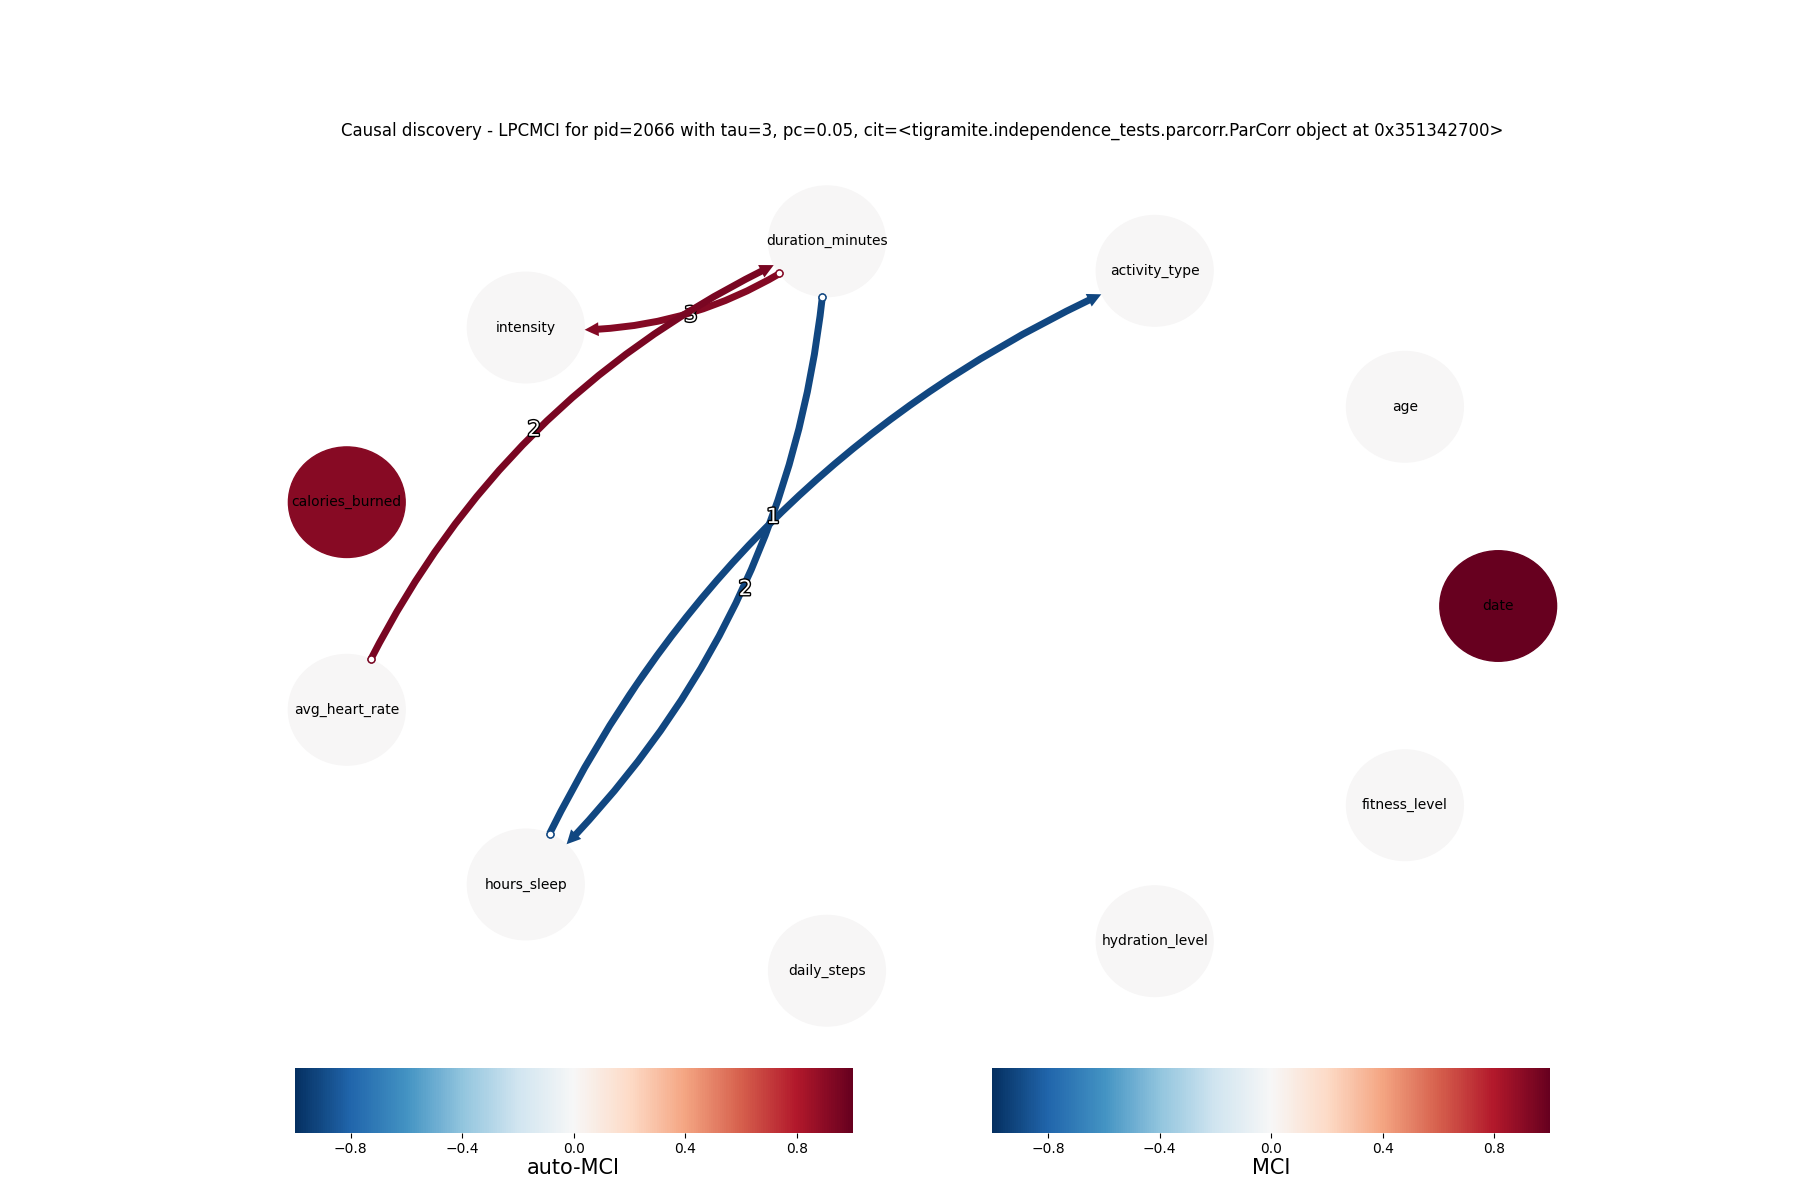 Causal discovery - LPCMCI for pid=2066 with tau=3, pc=0.05, cit=<tigramite.independence_tests.parcorr.ParCorr object at 0x351342700>
duration_minutes
activity_type
intensity
3
age
2
calories_burned
1
2
date
avg_heart_rate
fitness_level
hours_sleep
hydration_level
daily_steps
−0.8 −0.4 0.0 0.4 0.8
auto-MCI
−0.8 −0.4 0.0 0.4 0.8
MCI